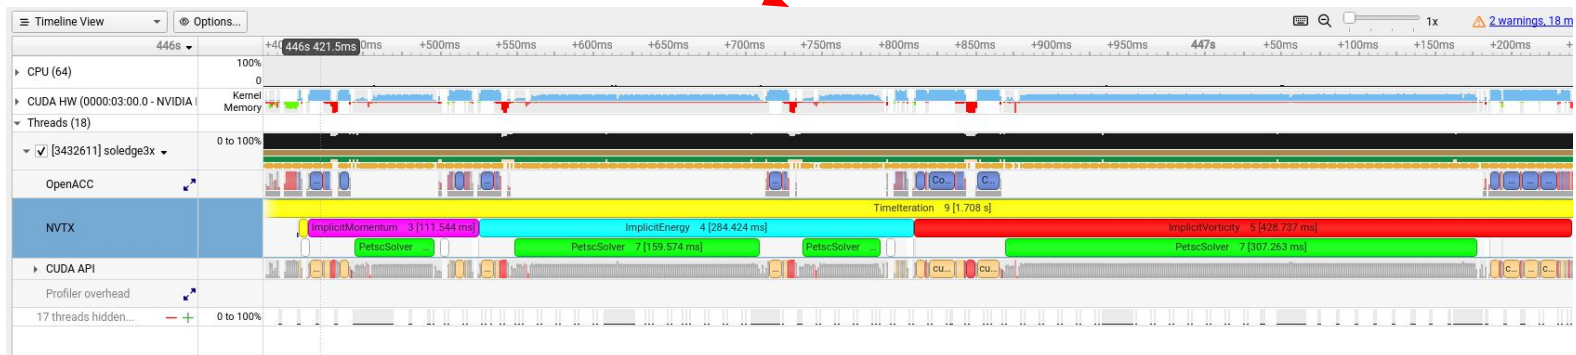 Timeline View Options... 1x 2 warnings, 18 m
446s +40 446s 421.5ms 0ms +500ms +550ms +600ms +650ms +700ms +750ms +800ms +850ms +900ms +950ms 447s +50ms +100ms +150ms +200ms +
CPU (64) 100%
0
CUDA HW (0000:03:00.0 - NVIDIA Kernel
Memory
Threads (18)
[3432611] soledge3x 0 to 100%
OpenACC ... ... Co... C... ... ... ...
TimeIteration 9 [1.708 s]
NVTX ImplicitMomentum 3 [111.544 ms] ImplicitEnergy 4 [284.424 ms] ImplicitVorticity 5 [428.737 ms]
PetscSolver ... PetscSolver 7 [159.574 ms] PetscSolver ... PetscSolver 7 [307.263 ms]
CUDA API ... ... ... cu... cu... c... ... c...
Profiler overhead
17 threads hidden... − + 0 to 100%